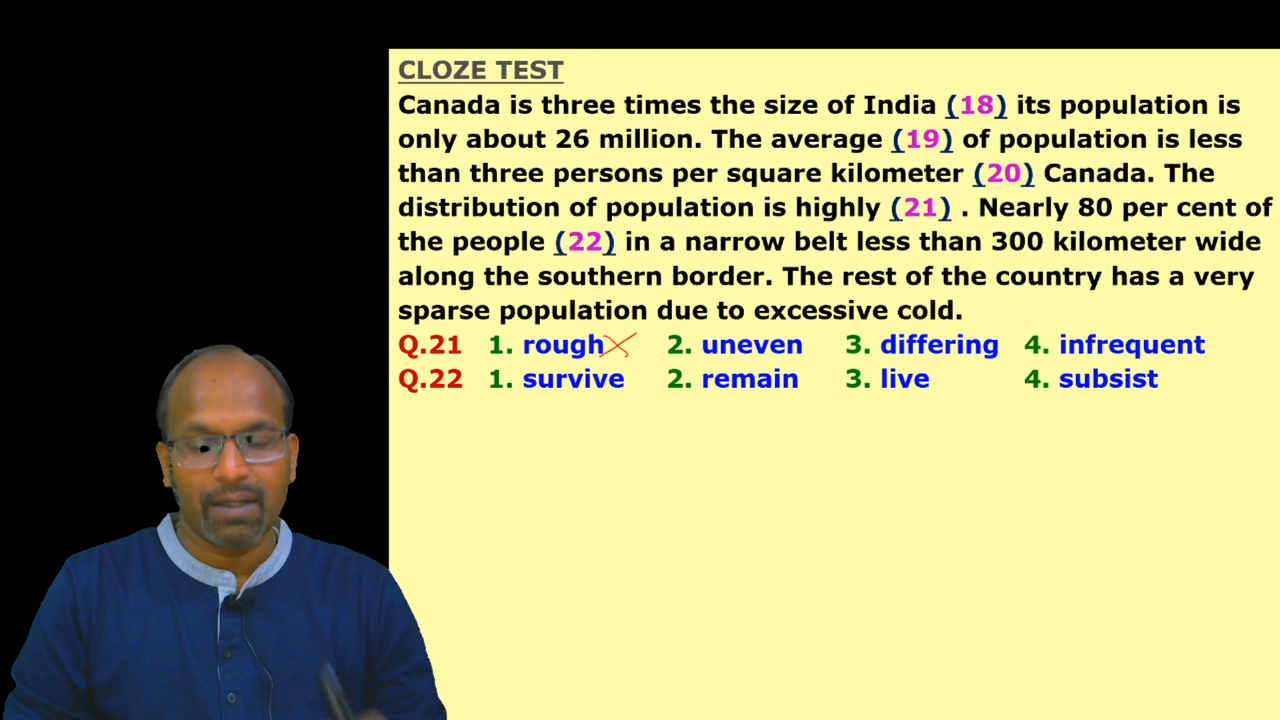 CLOZE TEST
Canada is three times the size of India (18) its population is
only about 26 million. The average (19) of population is less
than three persons per square kilometer (20) Canada. The
distribution of population is highly (21) . Nearly 80 per cent of
the people (22) in a narrow belt less than 300 kilometer wide
along the southern border. The rest of the country has a very
sparse population due to excessive cold.
Q.21 1. rough 2. uneven 3. differing 4. infrequent
Q.22 1. survive 2. remain 3. live 4. subsist